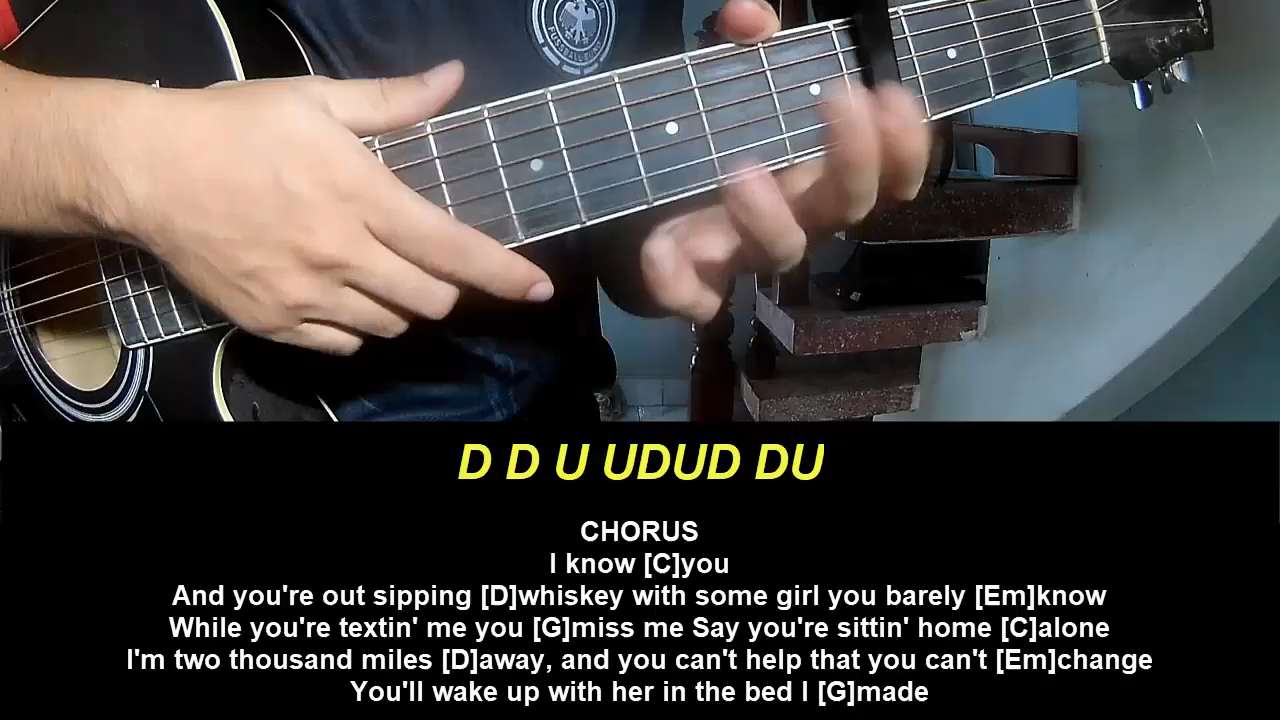 FUSSBALLBUND
D D U UDUD DU
CHORUS
I know [C]you
And you're out sipping [D]whiskey with some girl you barely [Em]know
While you're textin' me you [G]miss me Say you're sittin' home [C]alone
I'm two thousand miles [D]away, and you can't help that you can't [Em]change
You'll wake up with her in the bed I [G]made